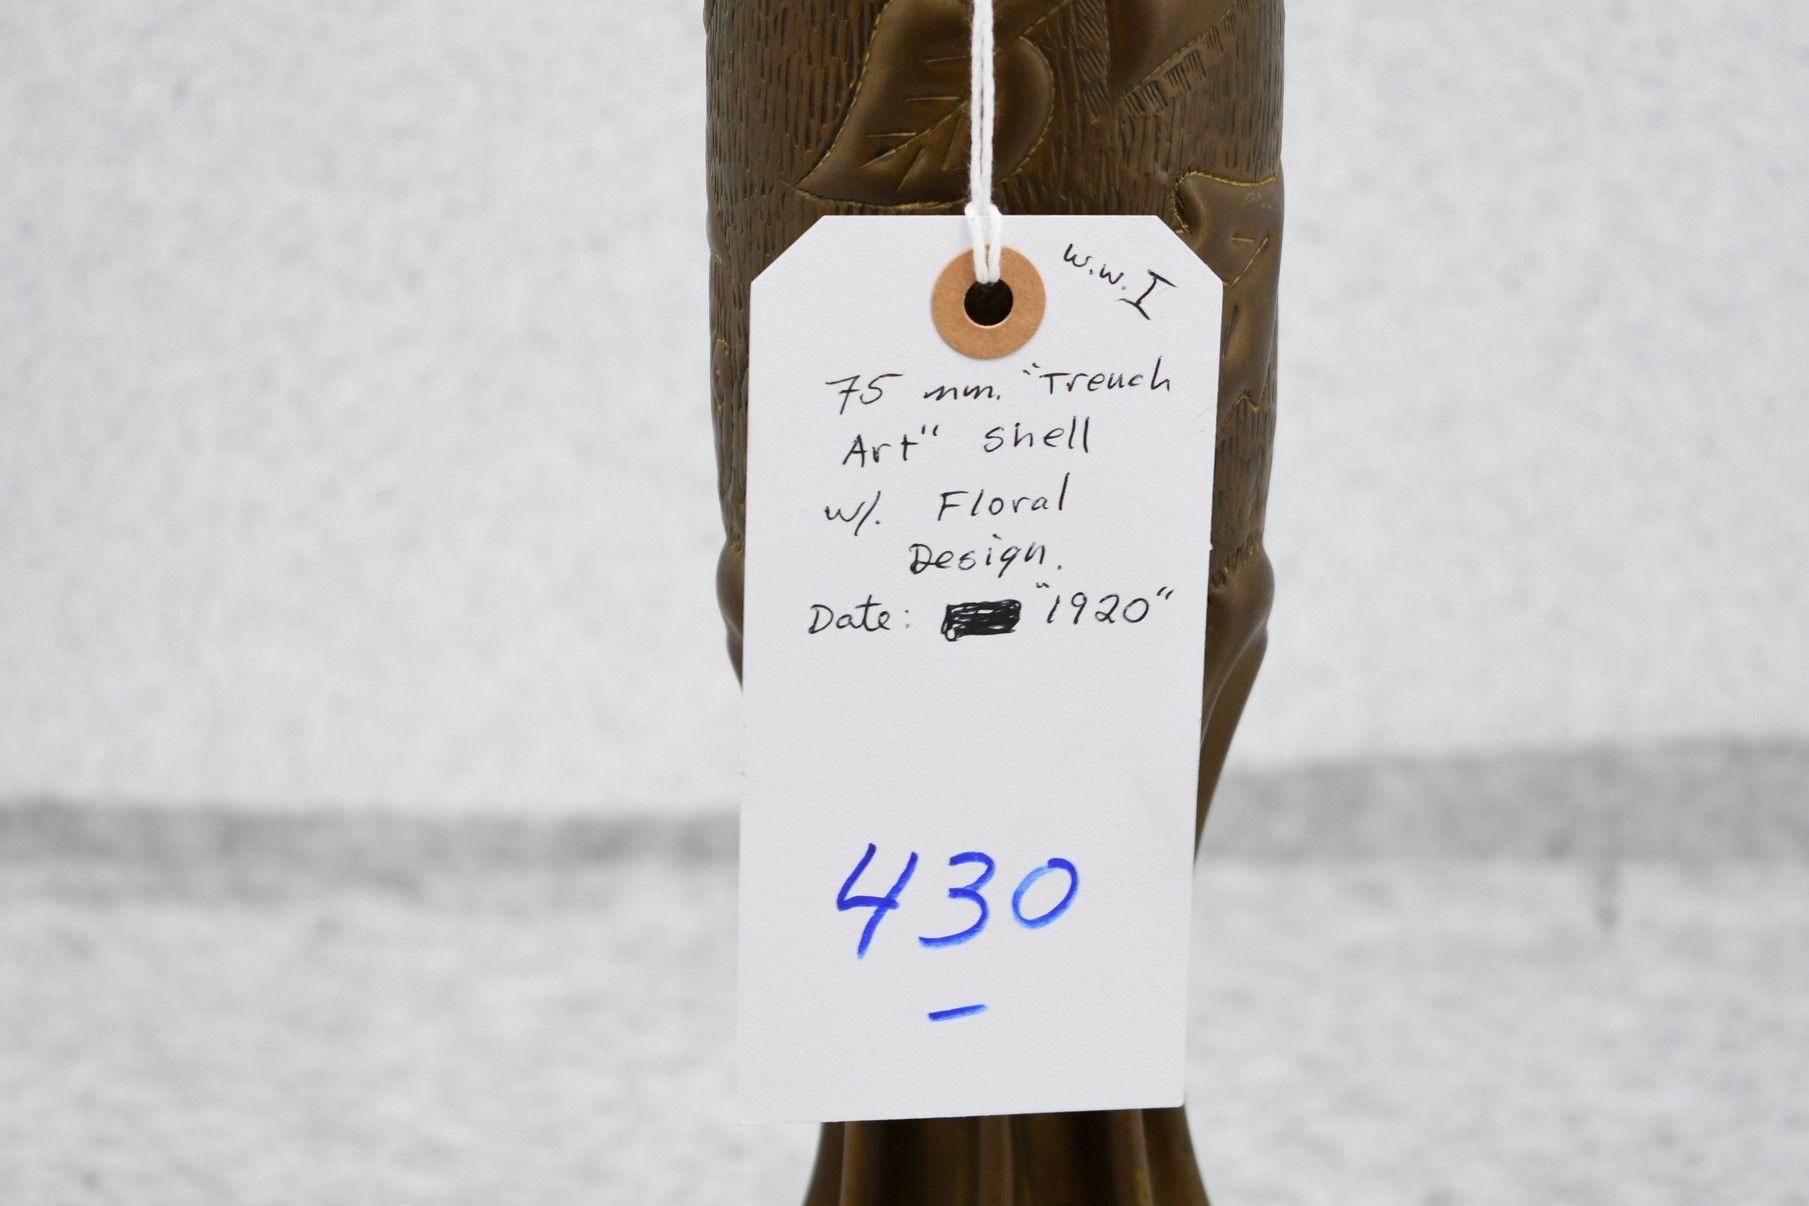 W.W.I
75 mm. "Trench
Art" shell
w/. Floral
Design.
Date: "1920"
430
–